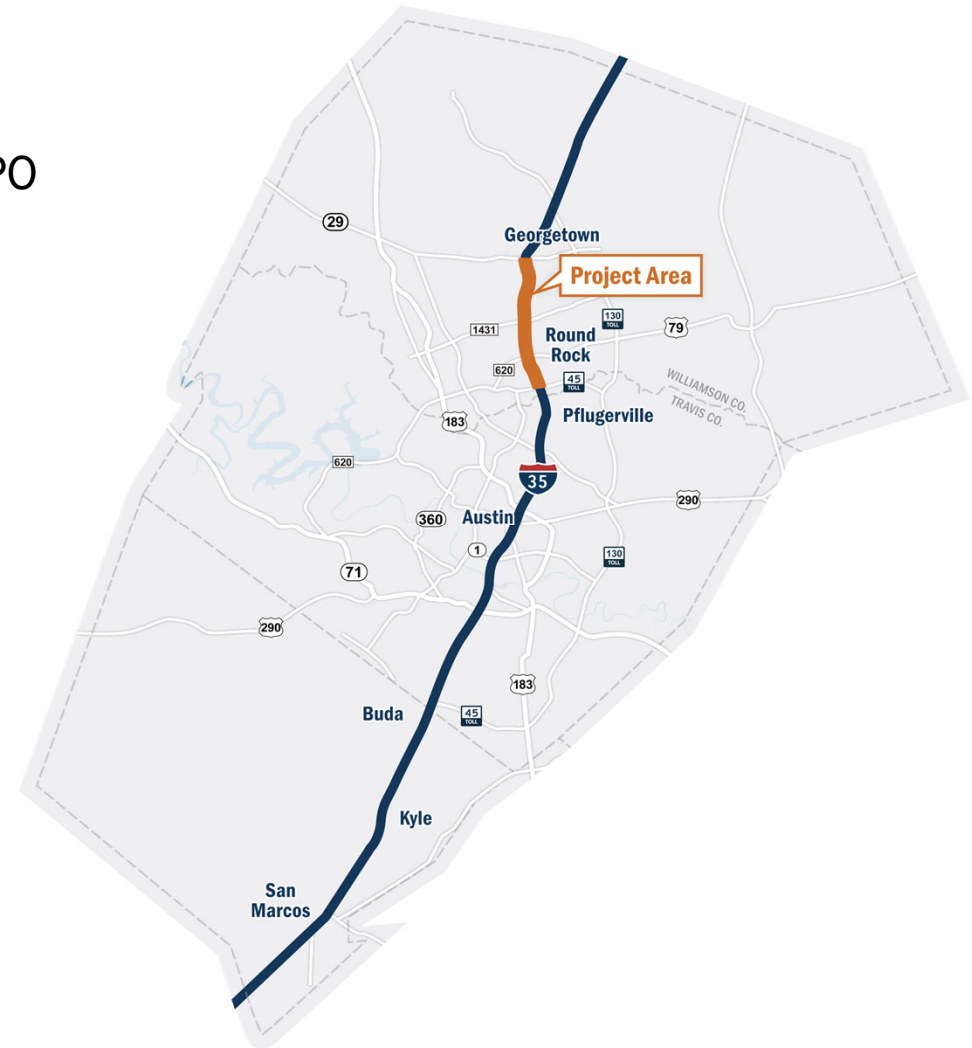 PO
29
Georgetown
Project Area
130
TOLL
1431
79
Round
Rock
620
45
TOLL
WILLIAMSON CO.
TRAVIS CO.
183
Pflugerville
620
35
290
360
Austin
1
130
TOLL
71
290
183
Buda
45
TOLL
Kyle
San
Marcos